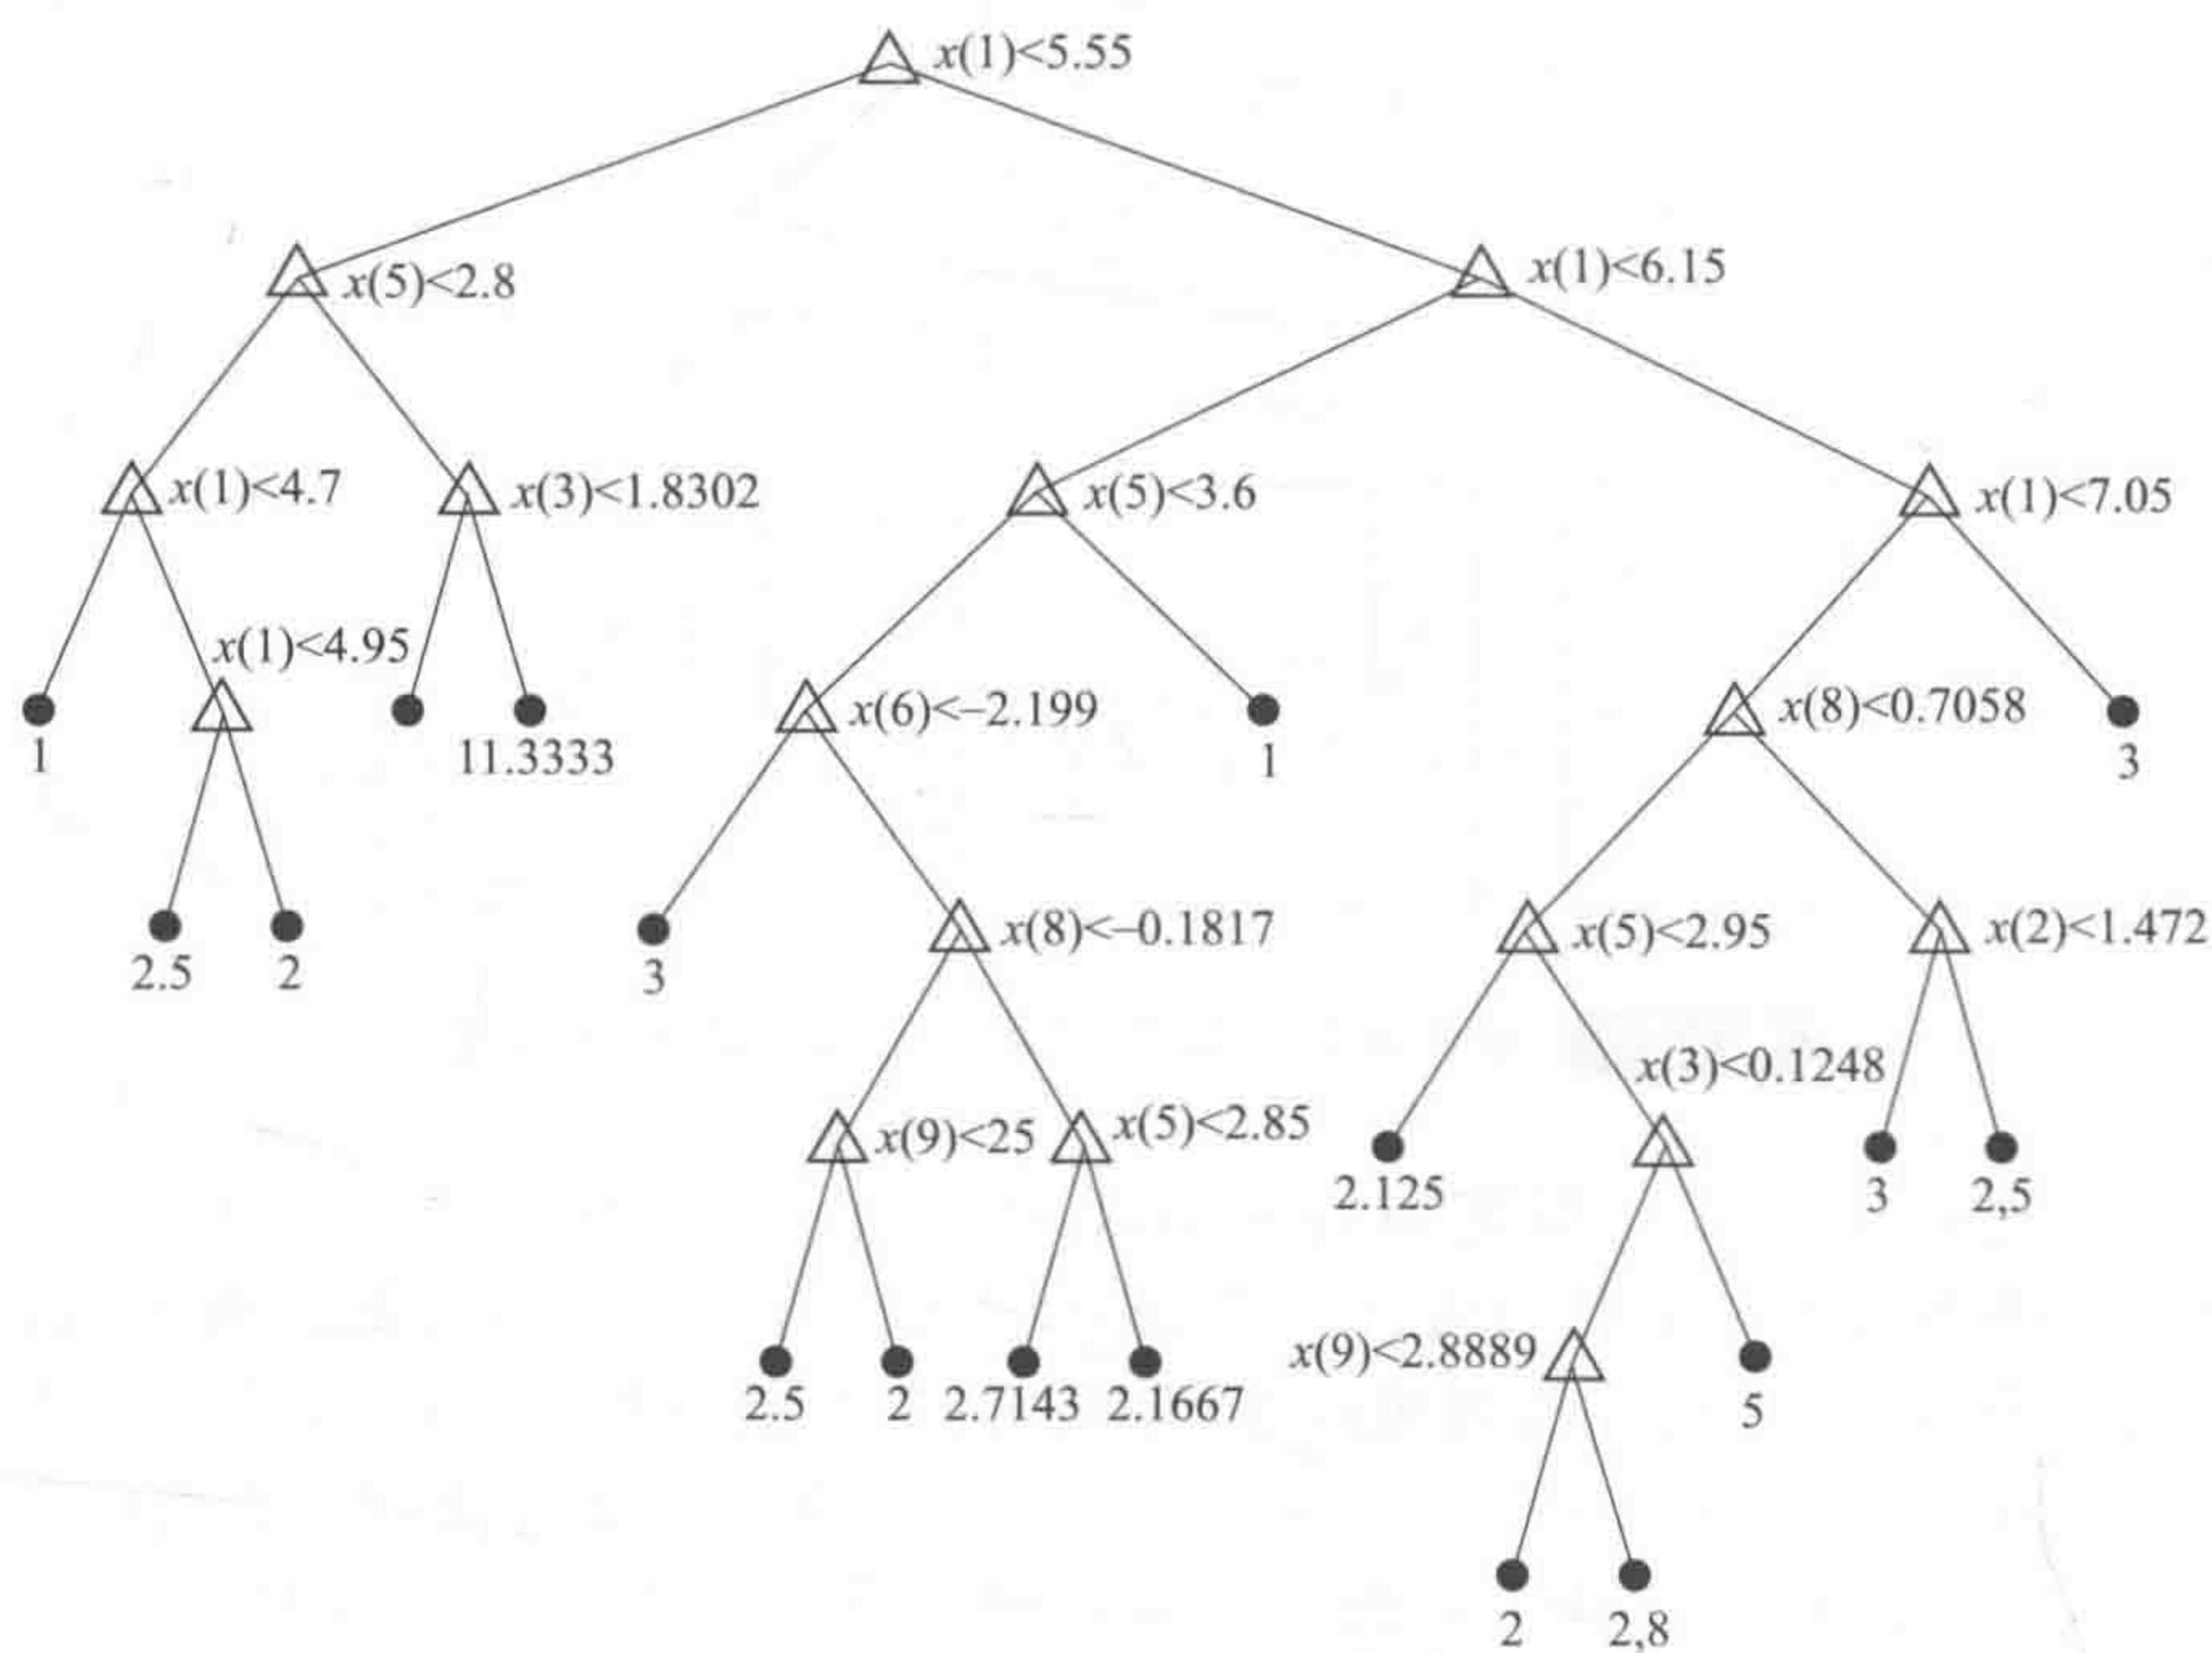 x(1)<5.55
x(5)<2.8
x(1)<6.15
x(1)<4.7
x(3)<1.8302
x(5)<3.6
x(1)<7.05
x(1)<4.95
1
11.3333
x(6)<–2.199
1
x(8)<0.7058
3
2.5
2
3
x(8)<–0.1817
x(5)<2.95
x(2)<1.472
x(9)<25
x(5)<2.85
2.125
x(3)<0.1248
3
2,5
2.5
2
2.7143
2.1667
x(9)<2.8889
5
2
2,8